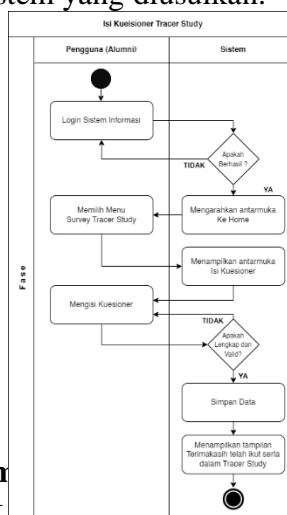 stem yang diusulkan.
Isi Kueisioner Tracer Study
Pengguna (Alumni)
Sistem
Fase
Login Sistem Informasi
Apakah
Berhasil ?
TIDAK
YA
Memilih Menu
Survey Tracer Study
Mengarahkan antarmuka
Ke Home
Menampilkan antarmuka
Isi Kuesioner
Mengisi Kuesioner
TIDAK
Apakah
Lengkap dan
Valid?
YA
Simpan Data
Menampilkan tampilan
Terimakasih telah ikut serta
dalam Tracer Study